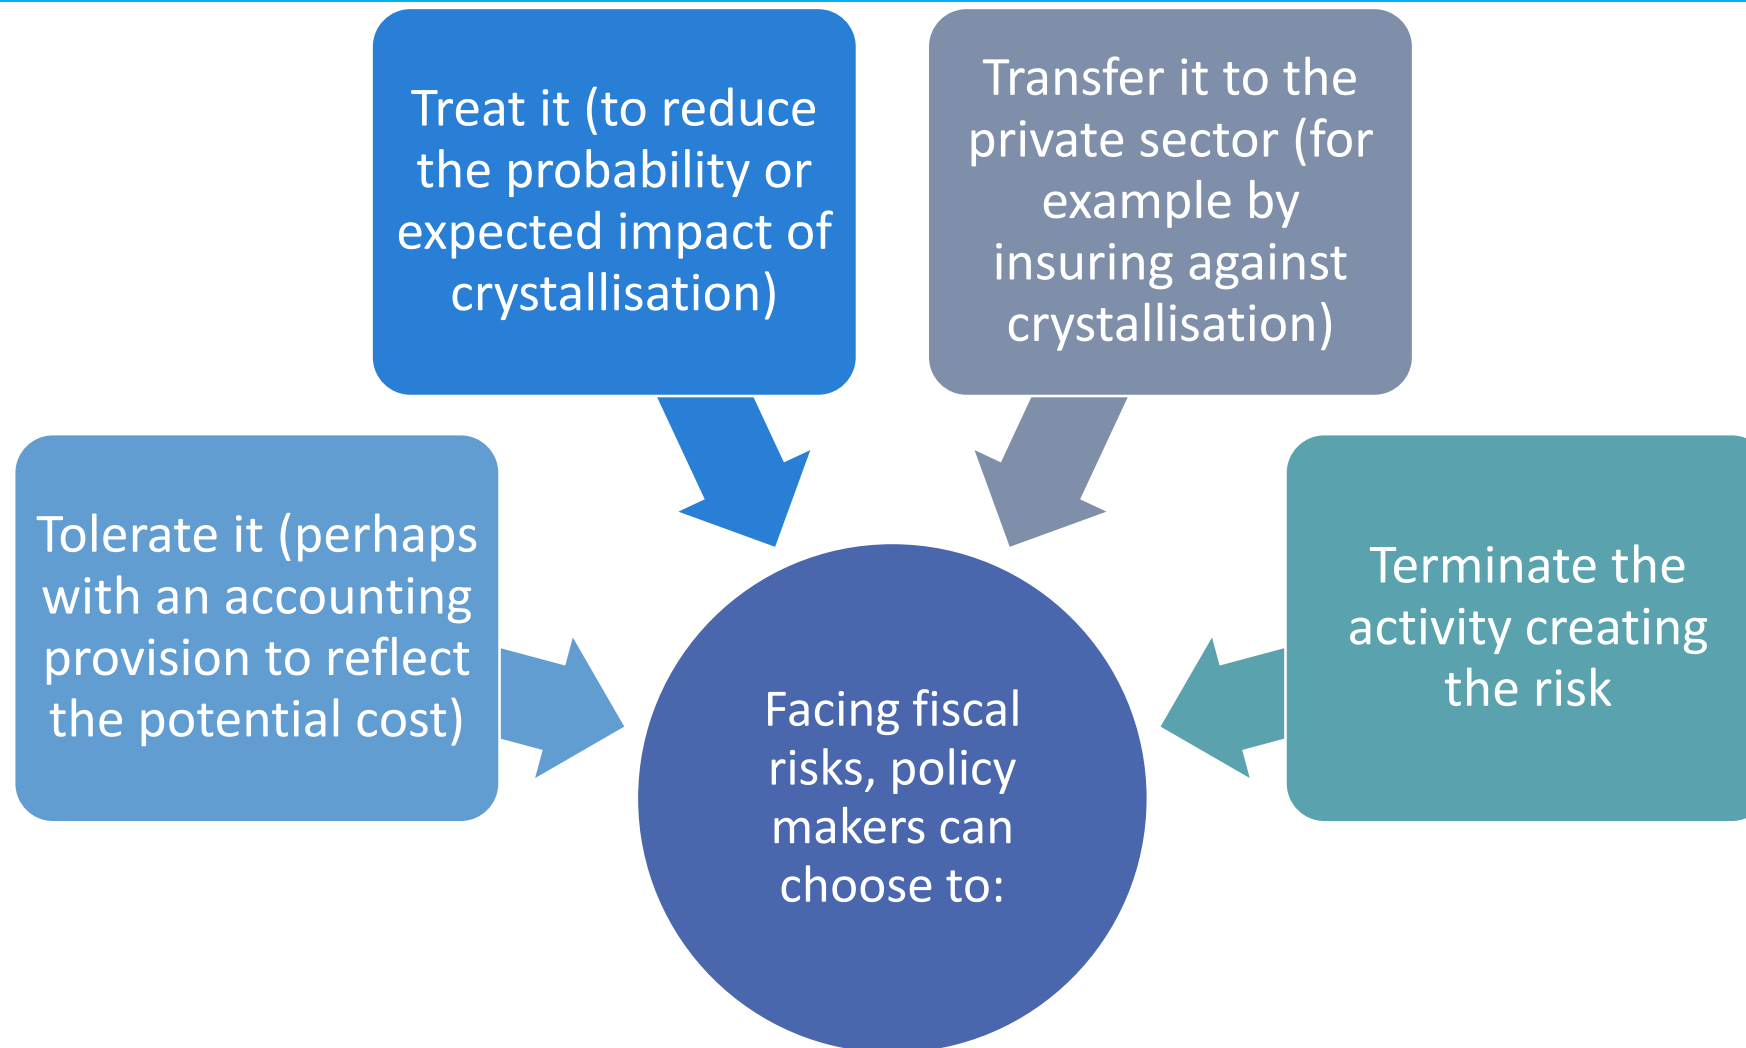 Treat it (to reduce
the probability or
expected impact of
crystallisation)
Transfer it to the
private sector (for
example by
insuring against
crystallisation)
Tolerate it (perhaps
with an accounting
provision to reflect
the potential cost)
Terminate the
activity creating
the risk
Facing fiscal
risks, policy
makers can
choose to: